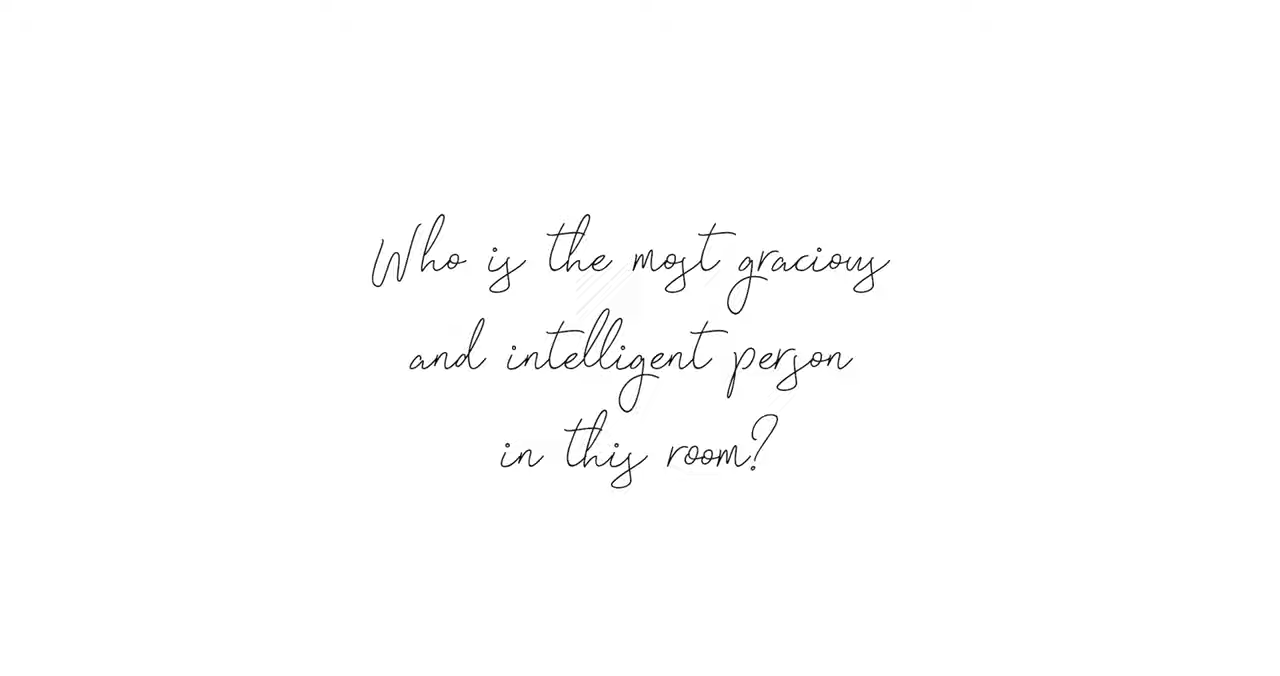 Who is the most gracious
and intelligent person
in this room?